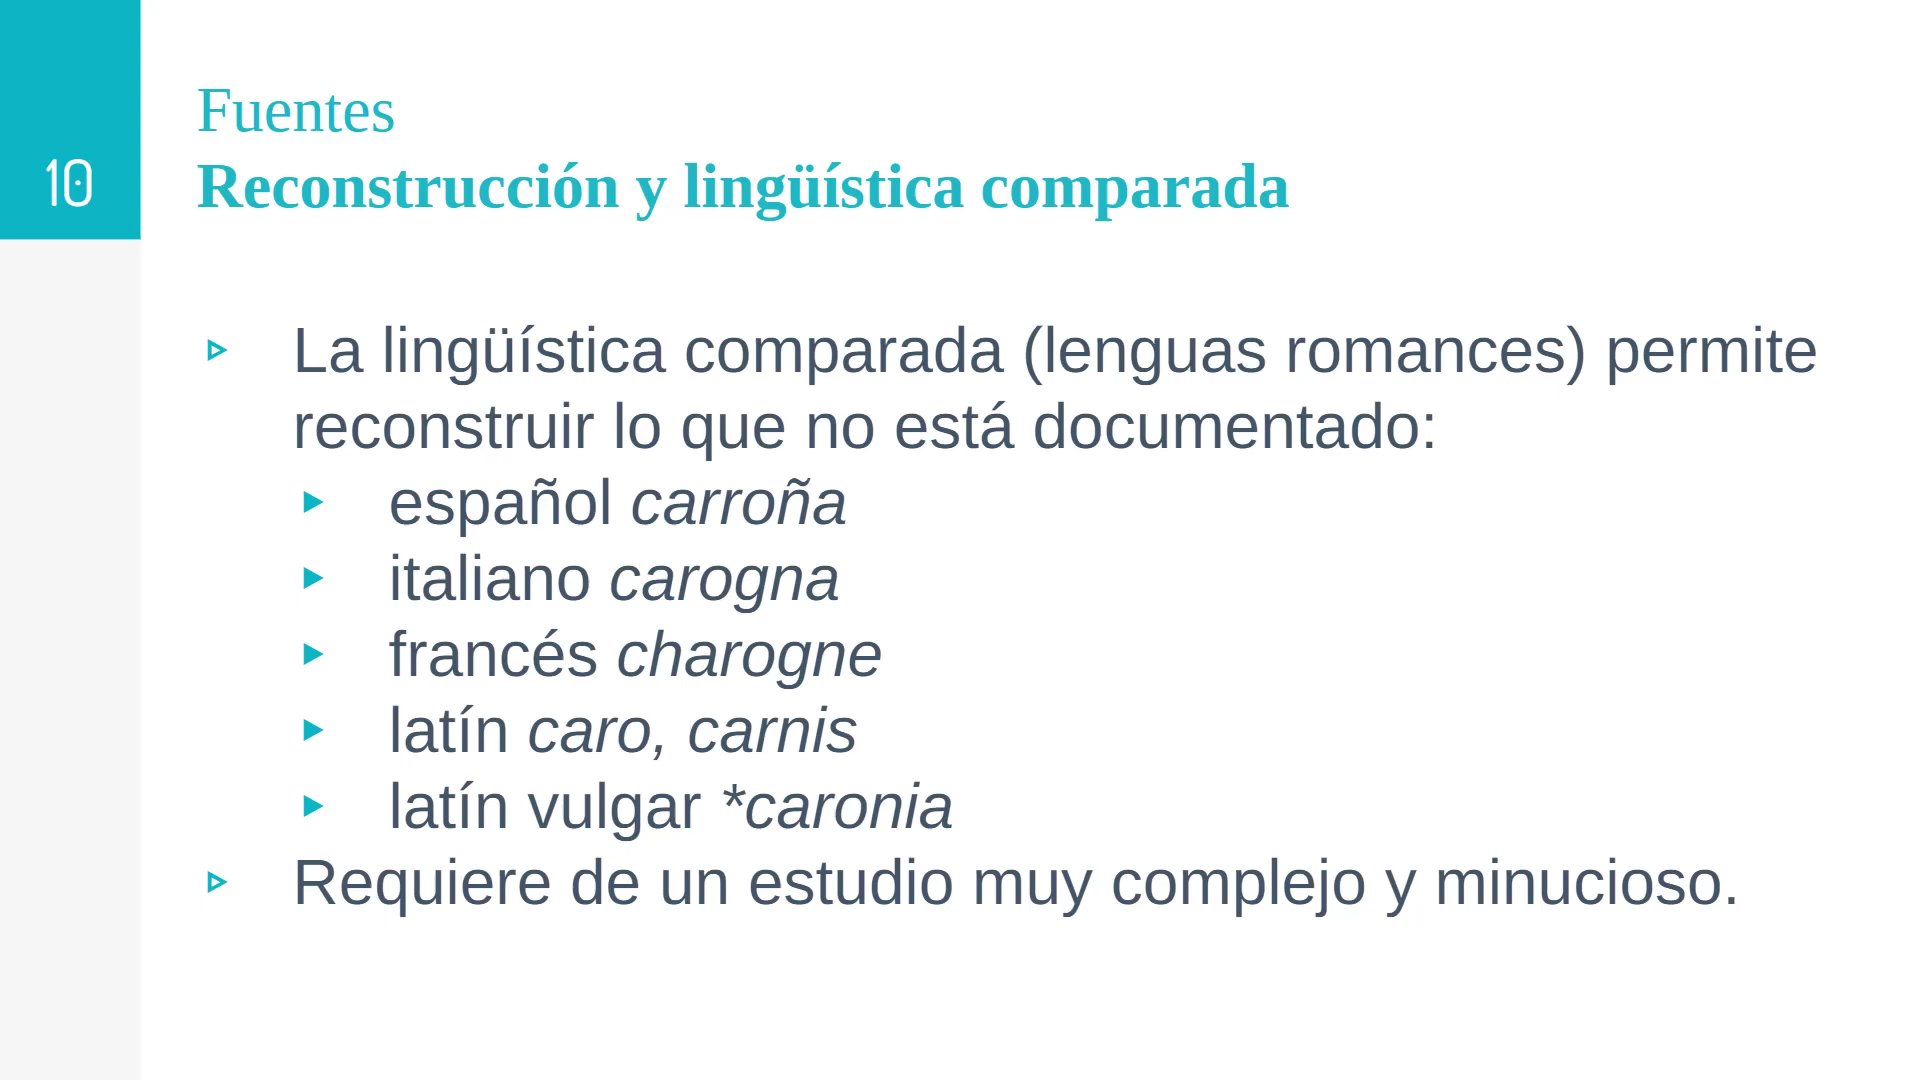 10
Fuentes
Reconstrucción y lingüística comparada
La lingüística comparada (lenguas romances) permite
reconstruir lo que no está documentado:
español carroña
italiano carogna
francés charogne
latín caro, carnis
latín vulgar *caronia
Requiere de un estudio muy complejo y minucioso.